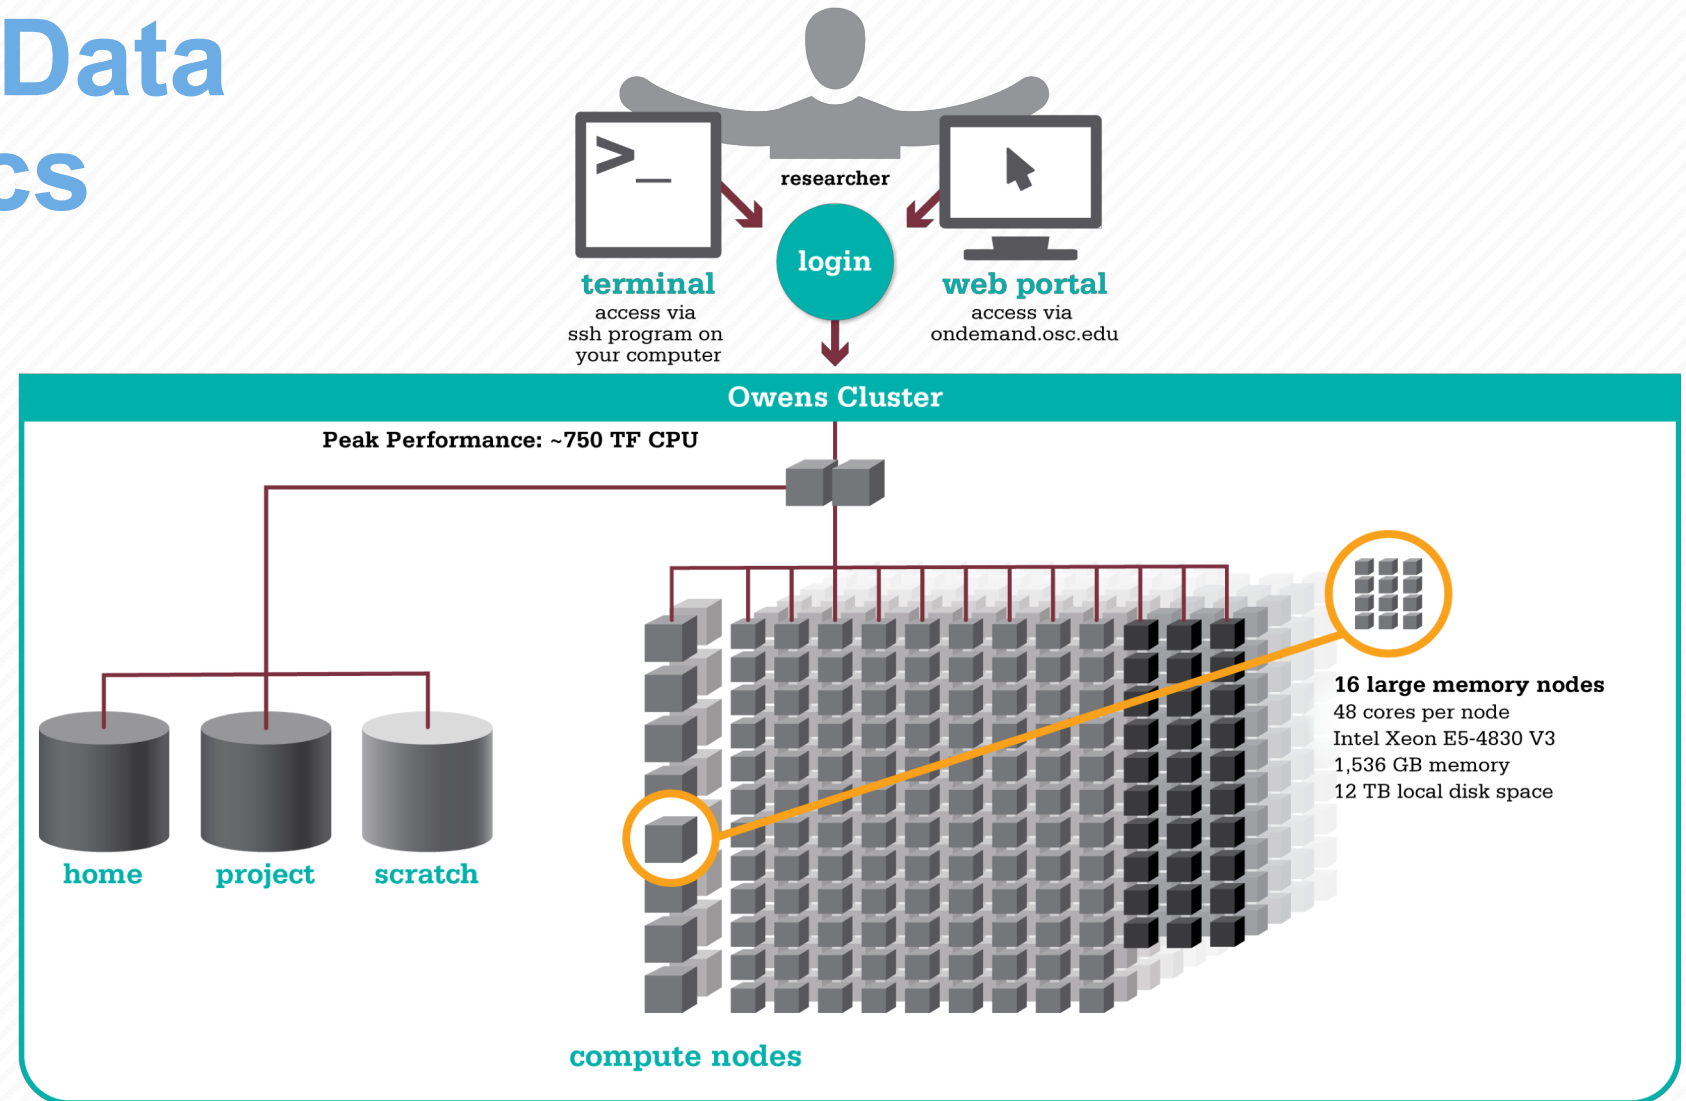 Data
cs
>_
researcher
login
terminal
access via
ssh program on
your computer
web portal
access via
ondemand.osc.edu
Owens Cluster
Peak Performance: ~750 TF CPU
16 large memory nodes
48 cores per node
Intel Xeon E5-4830 V3
1,536 GB memory
12 TB local disk space
home
project
scratch
compute nodes